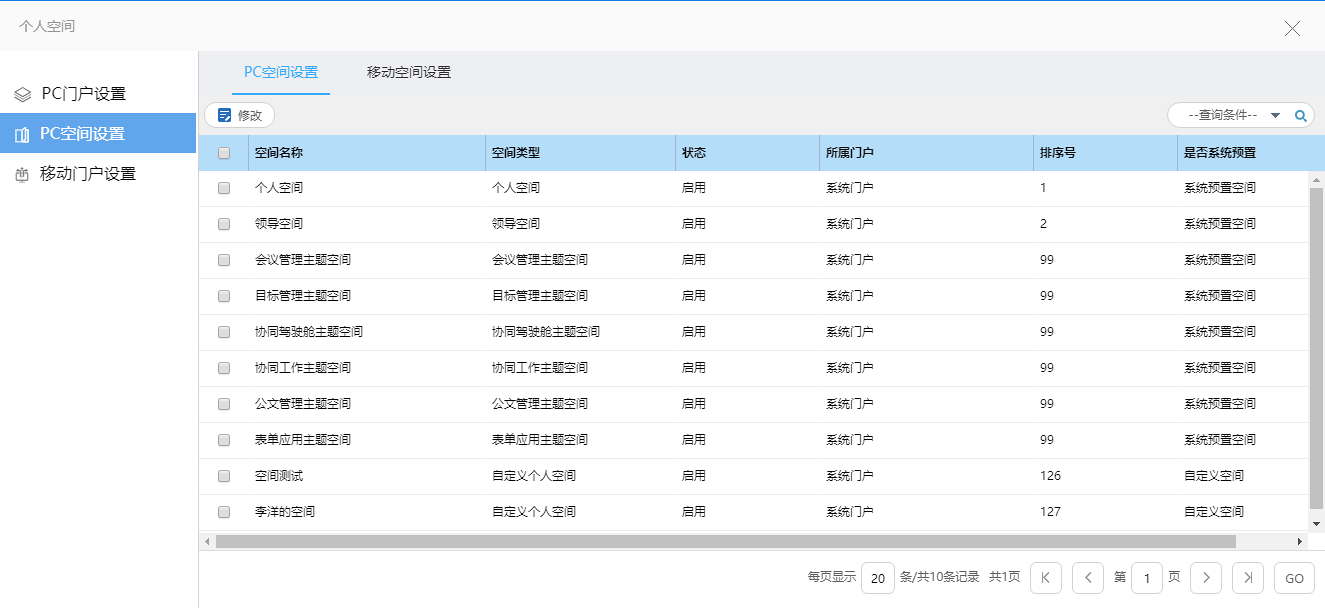 个人空间
PC门户设置
PC空间设置
移动门户设置
PC空间设置 移动空间设置
修改 --查询条件--
空间名称 空间类型 状态 所属门户 排序号 是否系统预置
个人空间 个人空间 启用 系统门户 1 系统预置空间
领导空间 领导空间 启用 系统门户 2 系统预置空间
会议管理主题空间 会议管理主题空间 启用 系统门户 99 系统预置空间
目标管理主题空间 目标管理主题空间 启用 系统门户 99 系统预置空间
协同驾驶舱主题空间 协同驾驶舱主题空间 启用 系统门户 99 系统预置空间
协同工作主题空间 协同工作主题空间 启用 系统门户 99 系统预置空间
公文管理主题空间 公文管理主题空间 启用 系统门户 99 系统预置空间
表单应用主题空间 表单应用主题空间 启用 系统门户 99 系统预置空间
空间测试 自定义个人空间 启用 系统门户 126 自定义空间
李洋的空间 自定义个人空间 启用 系统门户 127 自定义空间
每页显示 20 条/共10条记录 共1页 第 1 页 GO